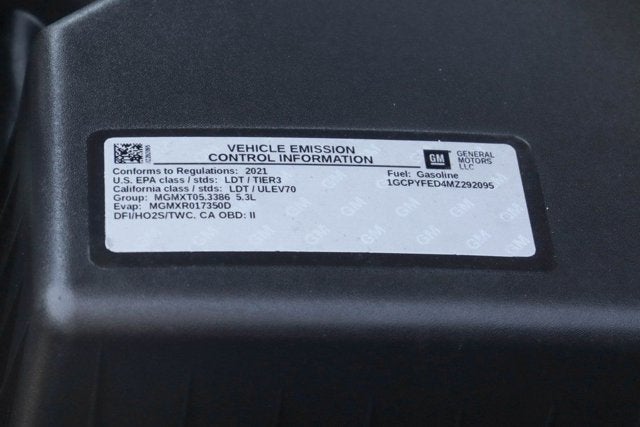 VEHICLE EMISSION
CONTROL INFORMATION
GM GENERAL MOTORS LLC
Conforms to Regulations: 2021
Fuel: Gasoline
U.S. EPA class / stds: LDT / TIER3
1GCPYFED4MZ292095
California class / stds: LDT / ULEV70
Group: MGMXT05.3386 5.3L
Evap: MGMXR017350D
DFI/HO2S/TWC, CA OBD: II